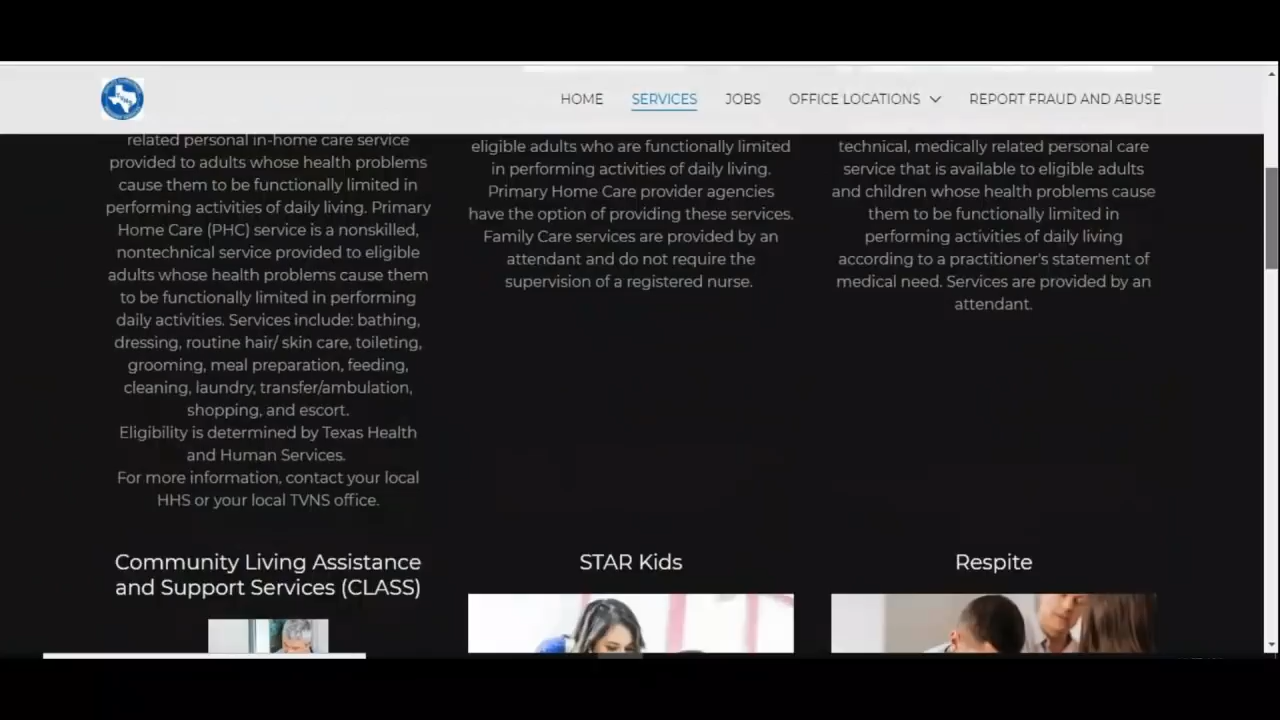 HOME
SERVICES
JOBS
OFFICE LOCATIONS
REPORT FRAUD AND ABUSE
related personal in-home care service
provided to adults whose health problems
cause them to be functionally limited in
performing activities of daily living. Primary
Home Care (PHC) service is a nonskilled,
nontechnical service provided to eligible
adults whose health problems cause them
to be functionally limited in performing
daily activities. Services include: bathing,
dressing, routine hair/ skin care, toileting,
grooming, meal preparation, feeding,
cleaning, laundry, transfer/ambulation,
shopping, and escort.
Eligibility is determined by Texas Health
and Human Services.
For more information, contact your local
HHS or your local TVNS office.
eligible adults who are functionally limited
in performing activities of daily living.
Primary Home Care provider agencies
have the option of providing these services.
Family Care services are provided by an
attendant and do not require the
supervision of a registered nurse.
technical, medically related personal care
service that is available to eligible adults
and children whose health problems cause
them to be functionally limited in
performing activities of daily living
according to a practitioner's statement of
medical need. Services are provided by an
attendant.
Community Living Assistance
and Support Services (CLASS)
STAR Kids
Respite